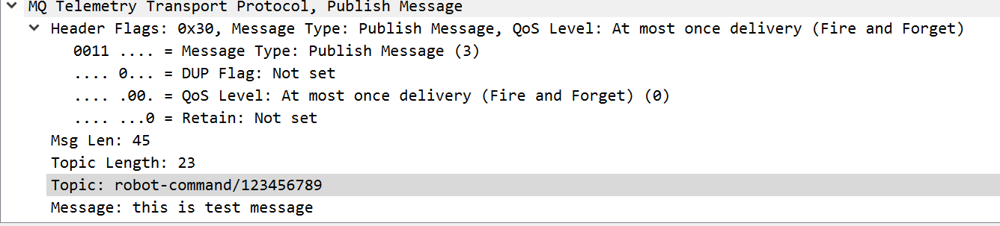 MQ Telemetry Transport Protocol, Publish Message
Header Flags: 0x30, Message Type: Publish Message, QoS Level: At most once delivery (Fire and Forget)
0011 .... = Message Type: Publish Message (3)
.... 0... = DUP Flag: Not set
.... .00. = QoS Level: At most once delivery (Fire and Forget) (0)
.... ...0 = Retain: Not set
Msg Len: 45
Topic Length: 23
Topic: robot-command/123456789
Message: this is test message